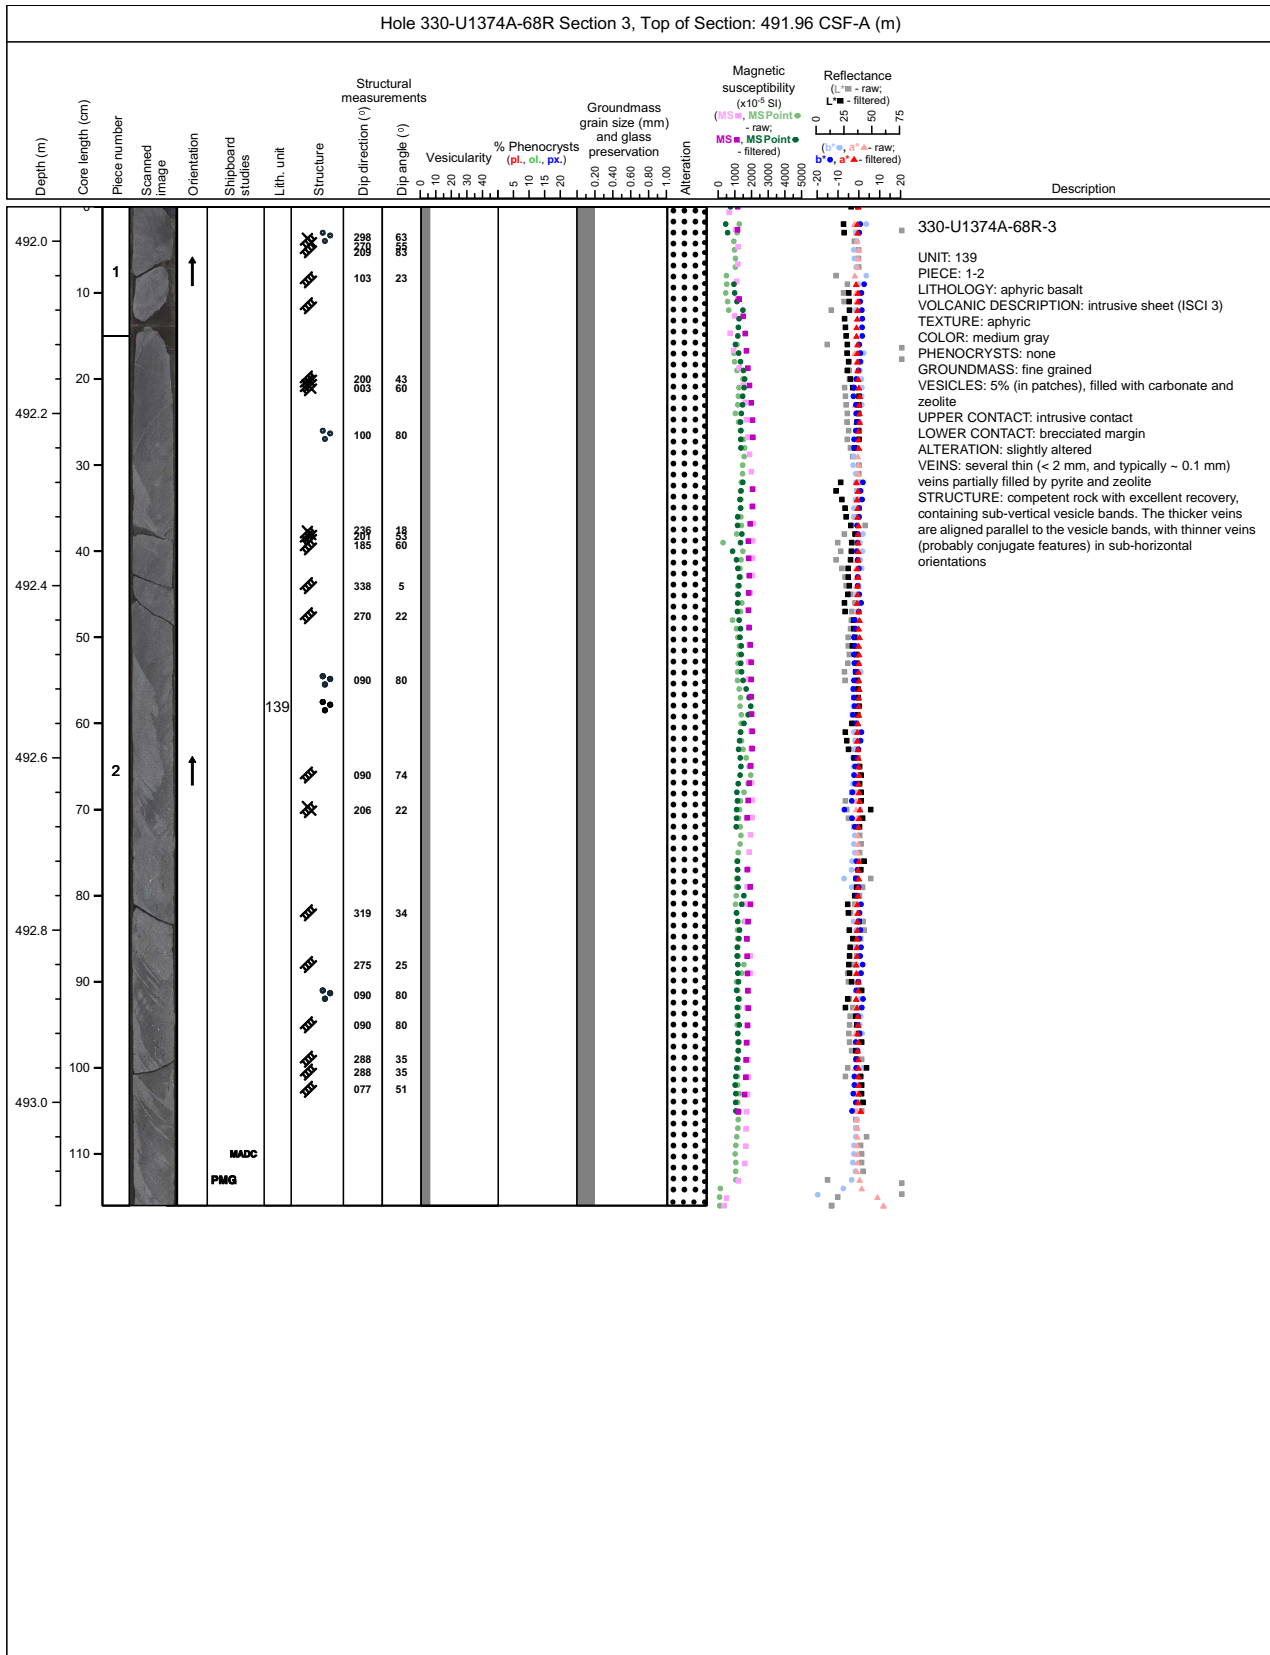 Hole 330-U1374A-68R Section 3, Top of Section: 491.96 CSF-A (m)
Depth (m)
Core length (cm)
Piece number
Scanned image
Orientation
Shipboard studies
Lith. unit
Structure
Structural measurements
Dip direction (°)
Dip angle (°)
Vesicularity
0 10 20 30 40
% Phenocrysts
(pl., ol., px.)
5 10 15 20
Groundmass
grain size (mm)
and glass
preservation
0.20 0.40 0.60 0.80 1.00
Alteration
Magnetic
susceptibility
(x10-5 SI)
(MS■, MSPoint●
- raw;
MS■, MSPoint●
- filtered)
0 1000 2000 3000 4000 5000
Reflectance
(L*■ - raw;
L*■ - filtered)
0 25 50 75
(b*●, a*▲- raw;
b*●, a*▲- filtered)
-20 -10 0 10 20
Description
492.0
492.2
492.4
492.6
492.8
493.0
0
10
20
30
40
50
60
70
80
90
100
110
1
2
MADC
PMG
139
298 63
270 55
209 83
103 23
200 43
003 60
100 80
236 18
201 53
185 60
338 5
270 22
090 80
090 74
206 22
319 34
275 25
090 80
090 80
288 35
288 35
077 51
330-U1374A-68R-3
UNIT: 139
PIECE: 1-2
LITHOLOGY: aphyric basalt
VOLCANIC DESCRIPTION: intrusive sheet (ISCI 3)
TEXTURE: aphyric
COLOR: medium gray
PHENOCRYSTS: none
GROUNDMASS: fine grained
VESICLES: 5% (in patches), filled with carbonate and
zeolite
UPPER CONTACT: intrusive contact
LOWER CONTACT: brecciated margin
ALTERATION: slightly altered
VEINS: several thin (< 2 mm, and typically ~ 0.1 mm)
veins partially filled by pyrite and zeolite
STRUCTURE: competent rock with excellent recovery,
containing sub-vertical vesicle bands. The thicker veins
are aligned parallel to the vesicle bands, with thinner veins
(probably conjugate features) in sub-horizontal
orientations